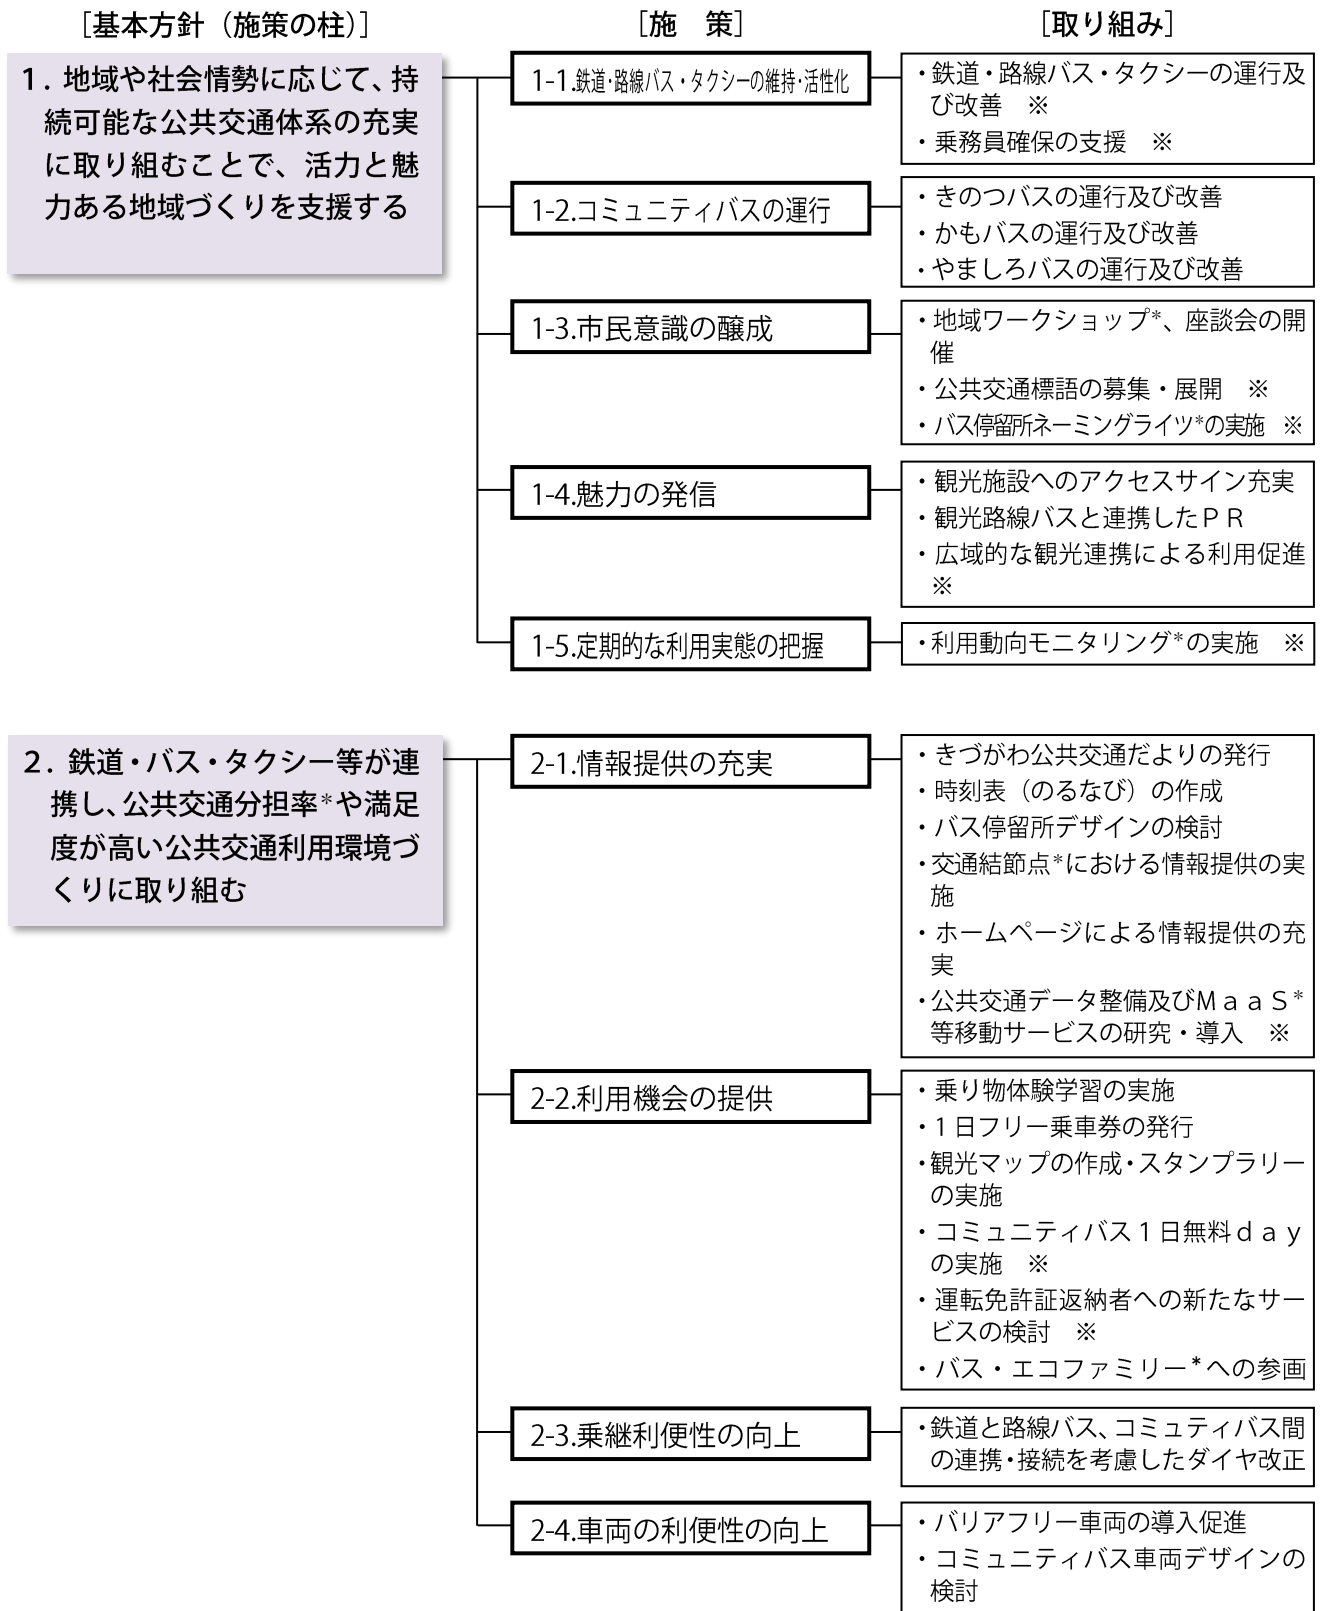 ［基本方針（施策の柱）］
［施　策］
［取り組み］
１．地域や社会情勢に応じて、持
続可能な公共交通体系の充実
に取り組むことで、活力と魅
力ある地域づくりを支援する
1-1.鉄道・路線バス・タクシーの維持・活性化
・鉄道・路線バス・タクシーの運行及
び改善　※
・乗務員確保の支援　※
1-2.コミュニティバスの運行
・きのつバスの運行及び改善
・かもバスの運行及び改善
・やましろバスの運行及び改善
1-3.市民意識の醸成
・地域ワークショップ*、座談会の開
催
・公共交通標語の募集・展開　※
・バス停留所ネーミングライツ*の実施　※
1-4.魅力の発信
・観光施設へのアクセスサイン充実
・観光路線バスと連携したＰＲ
・広域的な観光連携による利用促進
※
1-5.定期的な利用実態の把握
・利用動向モニタリング*の実施　※
２．鉄道・バス・タクシー等が連
携し、公共交通分担率*や満足
度が高い公共交通利用環境づ
くりに取り組む
2-1.情報提供の充実
・きづがわ公共交通だよりの発行
・時刻表（のるなび）の作成
・バス停留所デザインの検討
・交通結節点*における情報提供の実
施
・ホームページによる情報提供の充
実
・公共交通データ整備及びＭａａＳ*
等移動サービスの研究・導入　※
2-2.利用機会の提供
・乗り物体験学習の実施
・１日フリー乗車券の発行
・観光マップの作成・スタンプラリー
の実施
・コミュニティバス１日無料ｄａｙ
の実施　※
・運転免許証返納者への新たなサー
ビスの検討　※
・バス・エコファミリー*への参画
2-3.乗継利便性の向上
・鉄道と路線バス、コミュティバス間
の連携・接続を考慮したダイヤ改正
2-4.車両の利便性の向上
・バリアフリー車両の導入促進
・コミュニティバス車両デザインの
検討